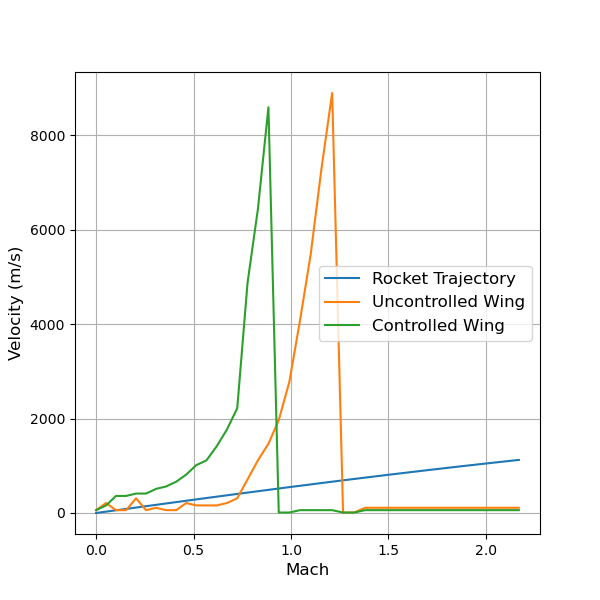 8000
6000
4000
2000
0
Velocity (m/s)
Rocket Trajectory
Uncontrolled Wing
Controlled Wing
0.0 0.5 1.0 1.5 2.0
Mach